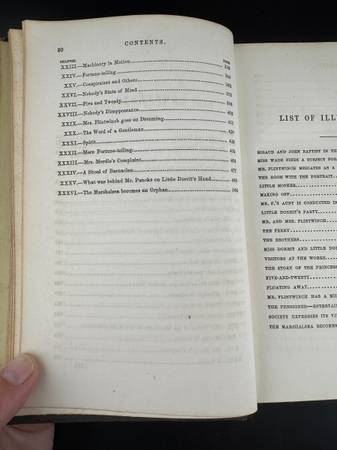 20
CONTENTS.
CHAPTER
PAGE
XXIII.—Machinery in Motion
XXIV.—Fortune-telling
XXV.—Conspirators and Others
XXVI.—Nobody's State of Mind
XXVII.—Five and Twenty
XXVIII.—Nobody's Disappearance
XXIX.—Mrs. Flintwinch goes on Dreaming
XXX.—The Word of a Gentleman
XXXI.—Spirit
XXXII.—More Fortune-telling
XXXIII.—Mrs. Merdle's Complaint
XXXIV.—A Shoal of Barnacles
XXXV.—What was behind Mr. Pancks on Little Dorrit's Hand
XXXVI.—The Marshalsea becomes an Orphan
LIST OF ILL
RIGAUD AND JOHN BAPTIST IN THE
MISS WADE FINDS A SUBJECT FOR
MR. FLINTWINCH MEDIATES AS A
THE ROOM WITH THE PORTRAIT
LITTLE MOTHER
MAKING OFF
MR. F.'S AUNT IS CONDUCTED IN
LITTLE DORRIT'S PARTY
MR. AND MRS. FLINTWINCH
THE FERRY
THE BROTHERS
MISS DORRIT AND LITTLE DO
VISITORS AT THE WORKS
THE STORY OF THE PRINCESS
FIVE-AND-TWENTY
FLOATING AWAY
MR. FLINTWINCH HAS A MI
THE PENSIONER-ENTERTAI
SOCIETY EXPRESSES ITS VI
THE MARSHALSEA BECOMES